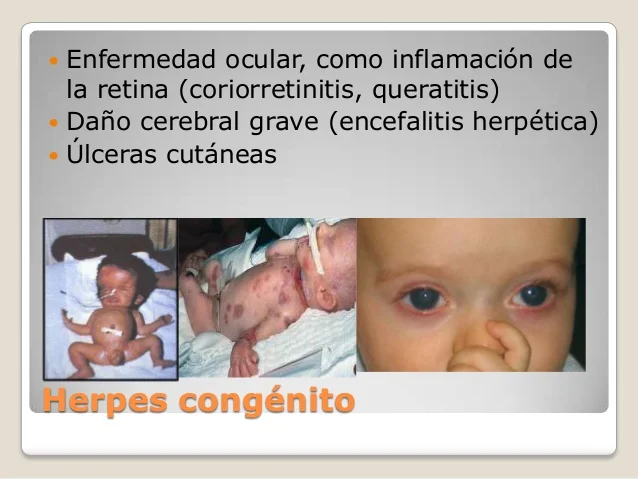 Enfermedad ocular, como inflamación de
la retina (coriorretinitis, queratitis)
Daño cerebral grave (encefalitis herpética)
Úlceras cutáneas
Herpes congénito